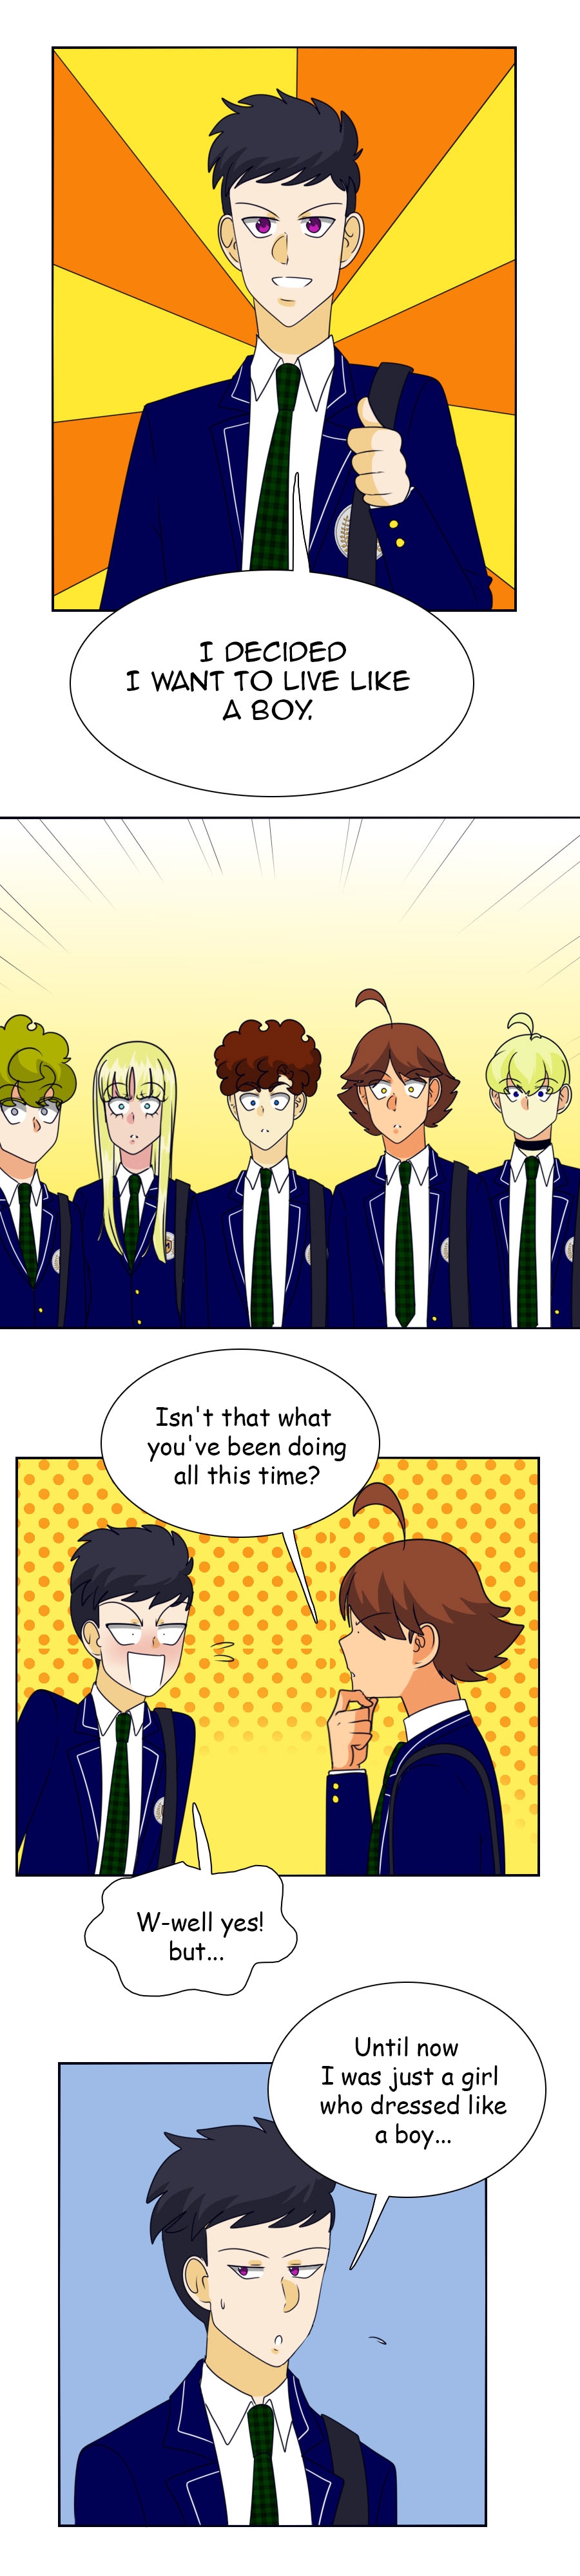 I DECIDED
I WANT TO LIVE LIKE
A BOY.
Isn't that what
you've been doing
all this time?
W-well yes!
but...
Until now
I was just a girl
who dressed like
a boy...